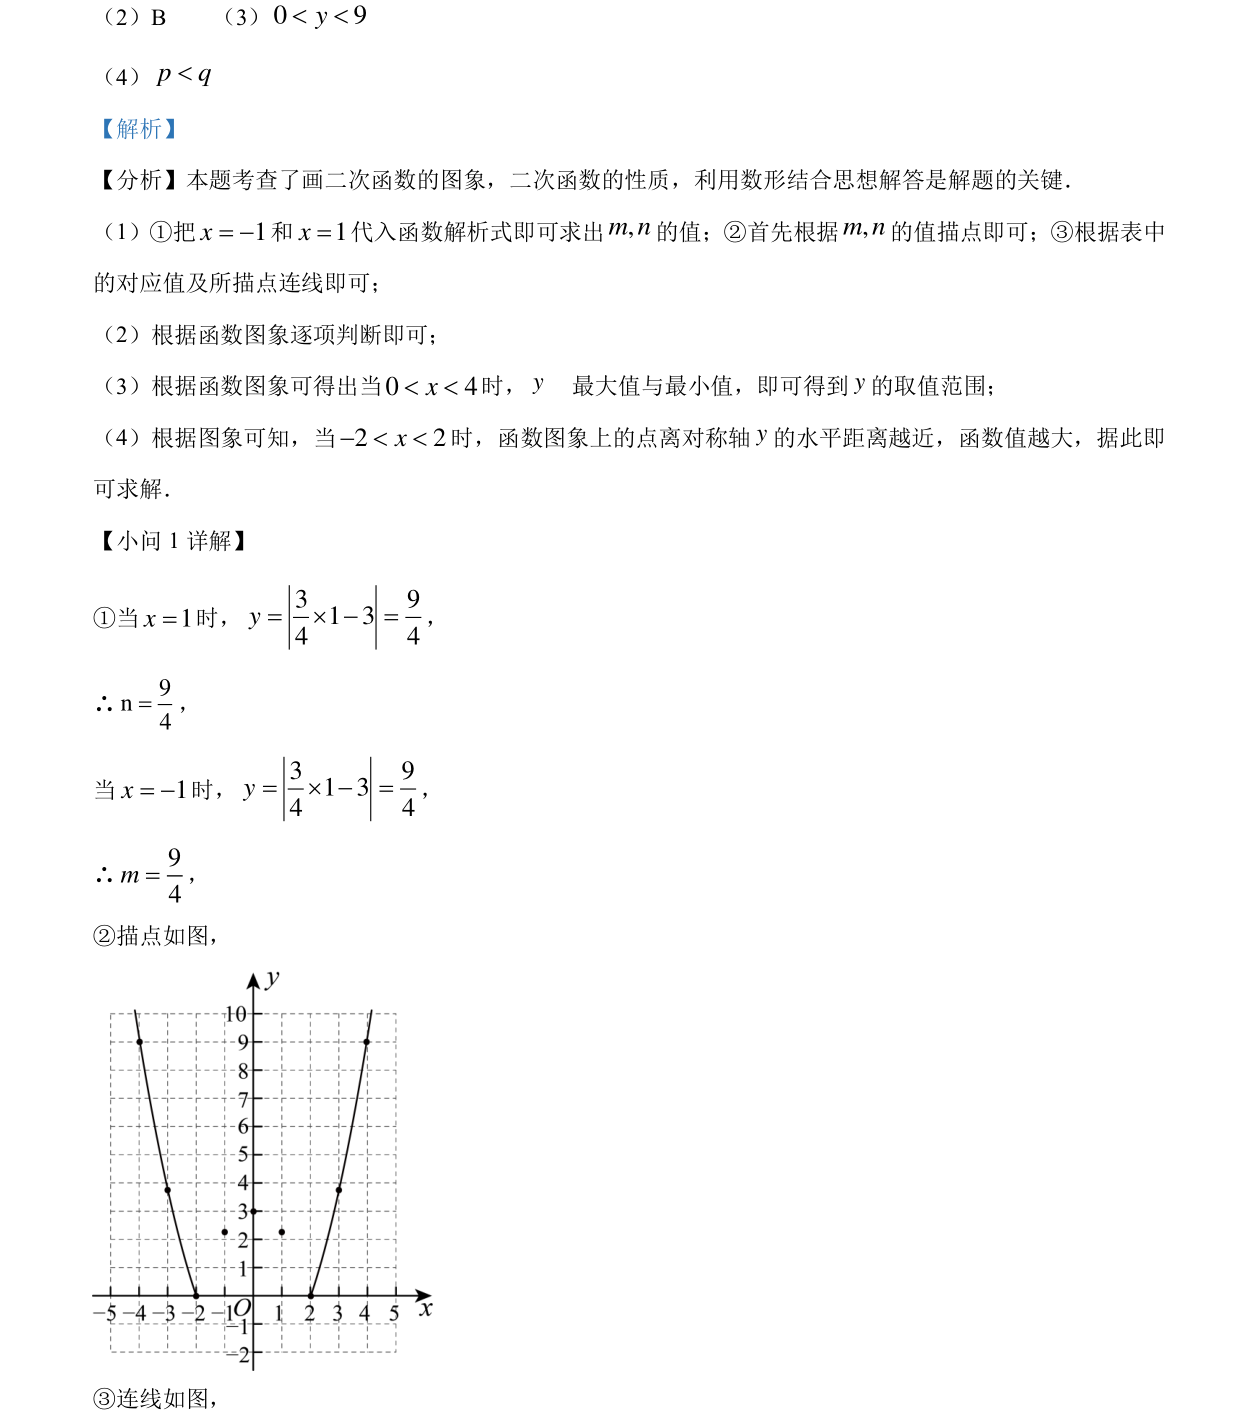 （2）B （3）0 < y < 9
（4）p < q
【解析】
【分析】本题考查了画二次函数的图象，二次函数的性质，利用数形结合思想解答是解题的关键．
（1）①把 x = −1 和 x = 1 代入函数解析式即可求出 m, n 的值；②首先根据 m, n 的值描点即可；③根据表中
的对应值及所描点连线即可；
（2）根据函数图象逐项判断即可；
（3）根据函数图象可得出当 0 < x < 4 时， y 最大值与最小值，即可得到 y 的取值范围；
（4）根据图象可知，当 −2 < x < 2 时，函数图象上的点离对称轴 y 的水平距离越近，函数值越大，据此即
可求解．
【小问 1 详解】
①当 x = 1 时， y = |3/4 × 1 − 3| = 9/4，
∴ n = 9/4，
当 x = −1 时， y = |3/4 × 1 − 3| = 9/4，
∴ m = 9/4，
②描点如图，
y
10
9
8
7
6
5
4
3
2
1
−5 −4 −3 −2 −1 O 1 2 3 4 5 x
−1
−2
③连线如图，